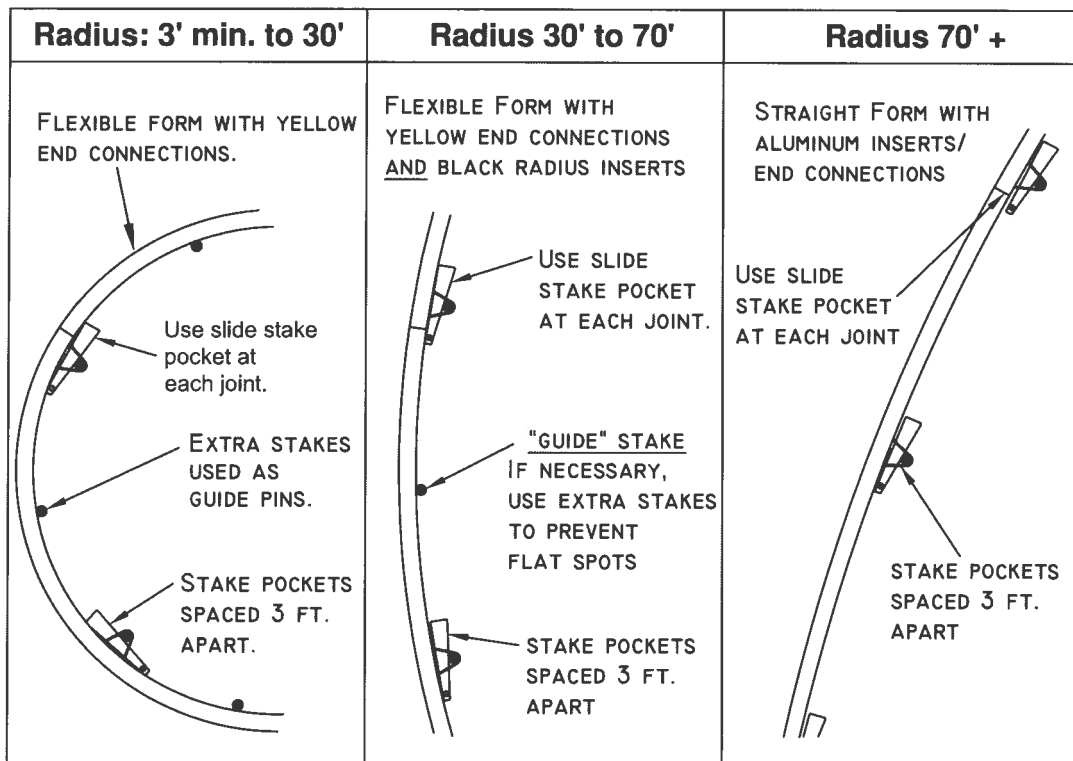 Radius: 3' min. to 30'
FLEXIBLE FORM WITH YELLOW
END CONNECTIONS.
Use slide stake
pocket at
each joint.
EXTRA STAKES
USED AS
GUIDE PINS.
STAKE POCKETS
SPACED 3 FT.
APART.
Radius 30' to 70'
FLEXIBLE FORM WITH
YELLOW END CONNECTIONS
AND BLACK RADIUS INSERTS
USE SLIDE
STAKE POCKET
AT EACH JOINT.
"GUIDE" STAKE
IF NECESSARY,
USE EXTRA STAKES
TO PREVENT
FLAT SPOTS
STAKE POCKETS
SPACED 3 FT.
APART
Radius 70' +
STRAIGHT FORM WITH
ALUMINUM INSERTS/
END CONNECTIONS
USE SLIDE
STAKE POCKET
AT EACH JOINT
STAKE POCKETS
SPACED 3 FT.
APART